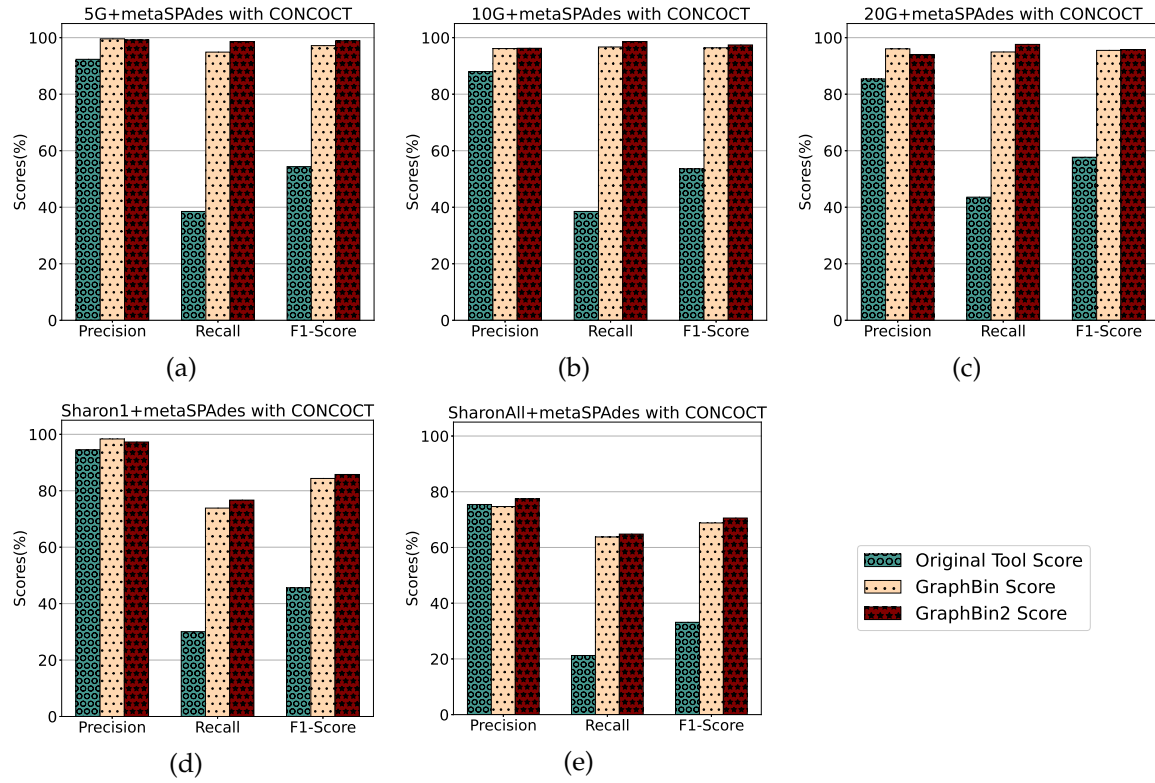 5G+metaSPAdes with CONCOCT
100
80
60
40
20
0
Scores(%)
Precision Recall F1-Score
(a)
10G+metaSPAdes with CONCOCT
100
80
60
40
20
0
Scores(%)
Precision Recall F1-Score
(b)
20G+metaSPAdes with CONCOCT
100
80
60
40
20
0
Scores(%)
Precision Recall F1-Score
(c)
Sharon1+metaSPAdes with CONCOCT
100
80
60
40
20
0
Scores(%)
Precision Recall F1-Score
(d)
SharonAll+metaSPAdes with CONCOCT
100
80
60
40
20
0
Scores(%)
Precision Recall F1-Score
(e)
Original Tool Score
GraphBin Score
GraphBin2 Score